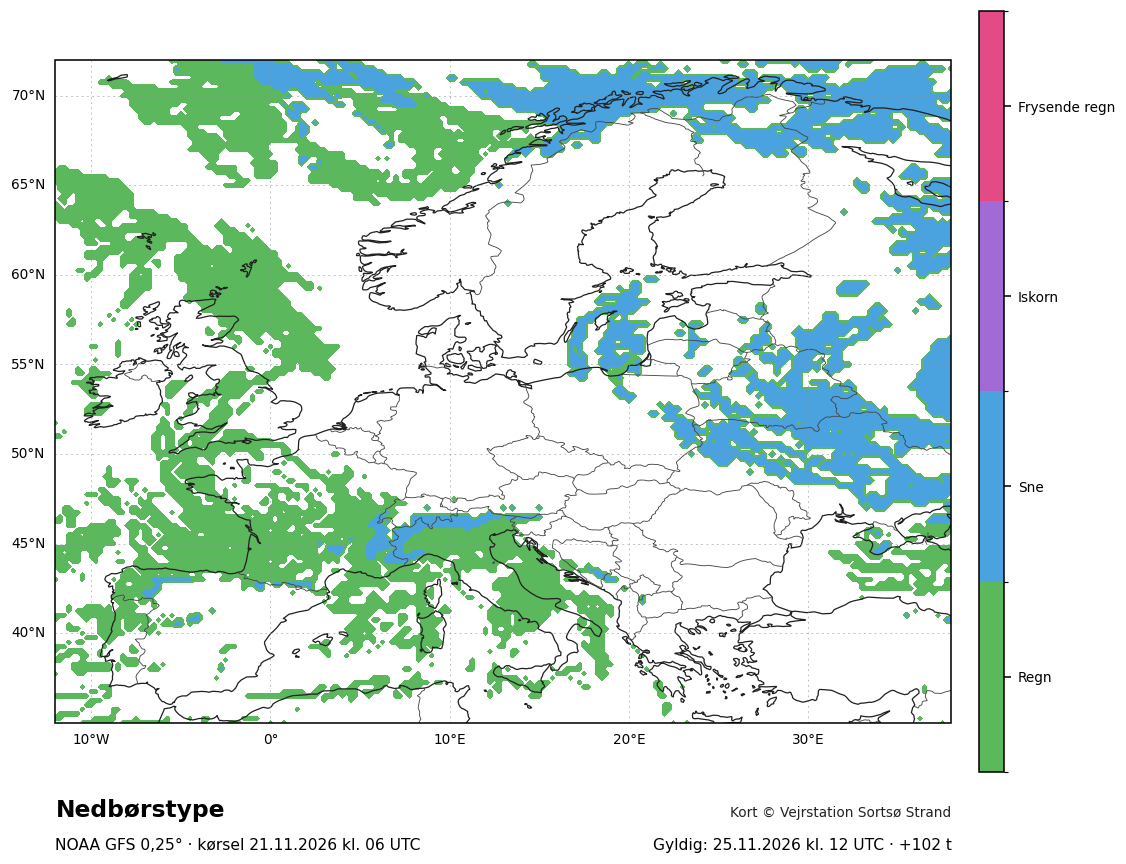 Frysende regn
Iskorn
Sne
Regn
70°N
65°N
60°N
55°N
50°N
45°N
40°N
10°W
0°
10°E
20°E
30°E
Nedbørstype
Kort © Vejrstation Sortsø Strand
NOAA GFS 0,25° · kørsel 21.11.2026 kl. 06 UTC
Gyldig: 25.11.2026 kl. 12 UTC · +102 t